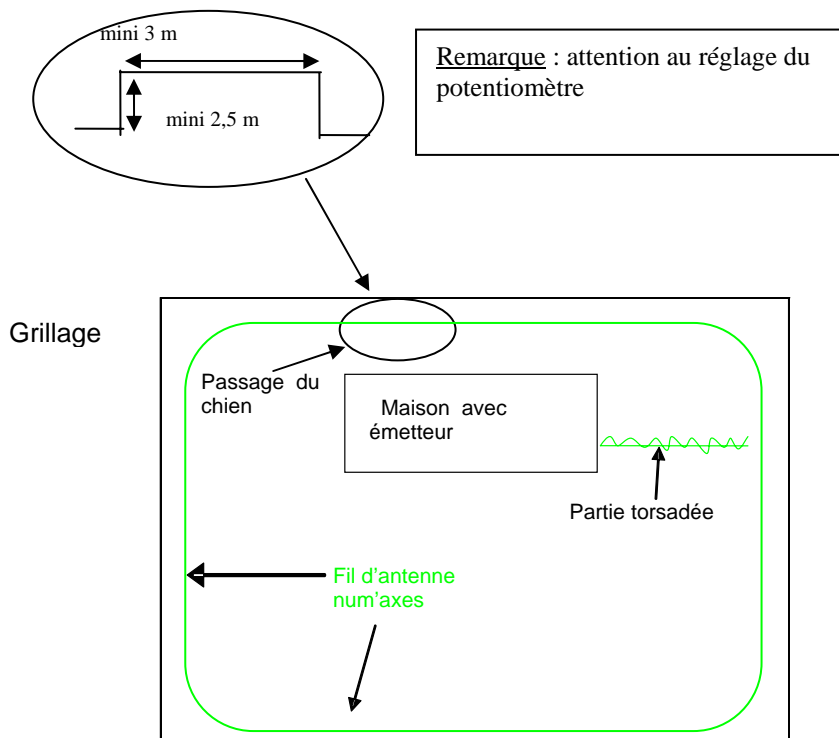 mini 3 m
mini 2,5 m
Remarque : attention au réglage du
potentiomètre
Grillage
Passage du
chien
Maison avec
émetteur
Partie torsadée
Fil d'antenne
num'axes